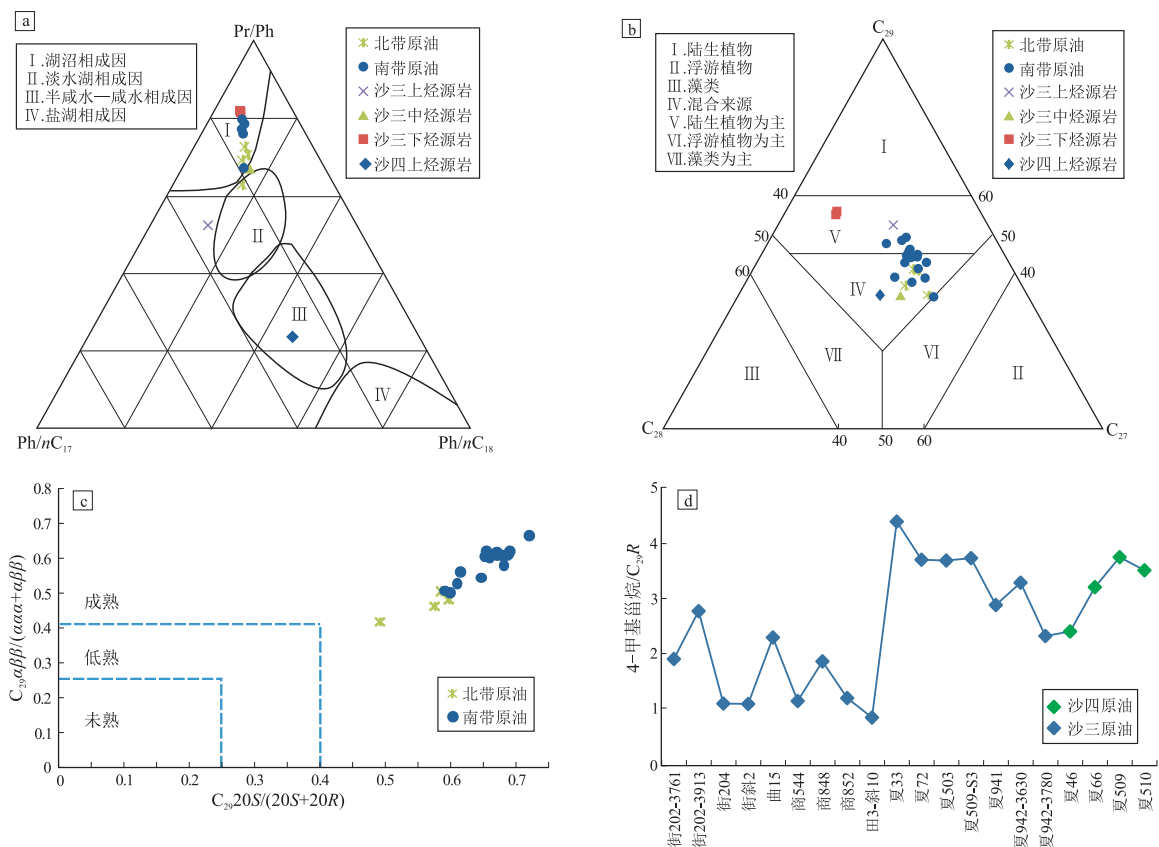 a
Pr/Ph
Ⅰ.湖沼相成因
Ⅱ.淡水湖相成因
Ⅲ.半咸水—咸水相成因
Ⅳ.盐湖相成因
北带原油
南带原油
沙三上烃源岩
沙三中烃源岩
沙三下烃源岩
沙四上烃源岩
Ⅰ
Ⅱ
Ⅲ
Ⅳ
Ph/nC₁₇
Ph/nC₁₈
b
C₂₉
Ⅰ.陆生植物
Ⅱ.浮游植物
Ⅲ.藻类
Ⅳ.混合来源
Ⅴ.陆生植物为主
Ⅵ.浮游植物为主
Ⅶ.藻类为主
北带原油
南带原油
沙三上烃源岩
沙三中烃源岩
沙三下烃源岩
沙四上烃源岩
Ⅰ
40
60
50
Ⅴ
50
60
40
Ⅳ
Ⅶ
Ⅵ
Ⅲ
Ⅱ
C₂₈
40
50
60
C₂₇
c
C₂₉αββ/(ααα+αββ)
0.8
0.7
0.6
0.5
0.4
0.3
0.2
0.1
0
成熟
低熟
未熟
北带原油
南带原油
0
0.1
0.2
0.3
0.4
0.5
0.6
0.7
C₂₉20S/(20S+20R)
d
4-甲基甾烷/C₂₉R
5
4
3
2
1
0
沙四原油
沙三原油
街202-3761
街202-3913
街204
街斜2
曲15
商544
商848
商852
田3-斜10
夏33
夏72
夏503
夏509-S3
夏941
夏942-3630
夏942-3780
夏46
夏66
夏509
夏510